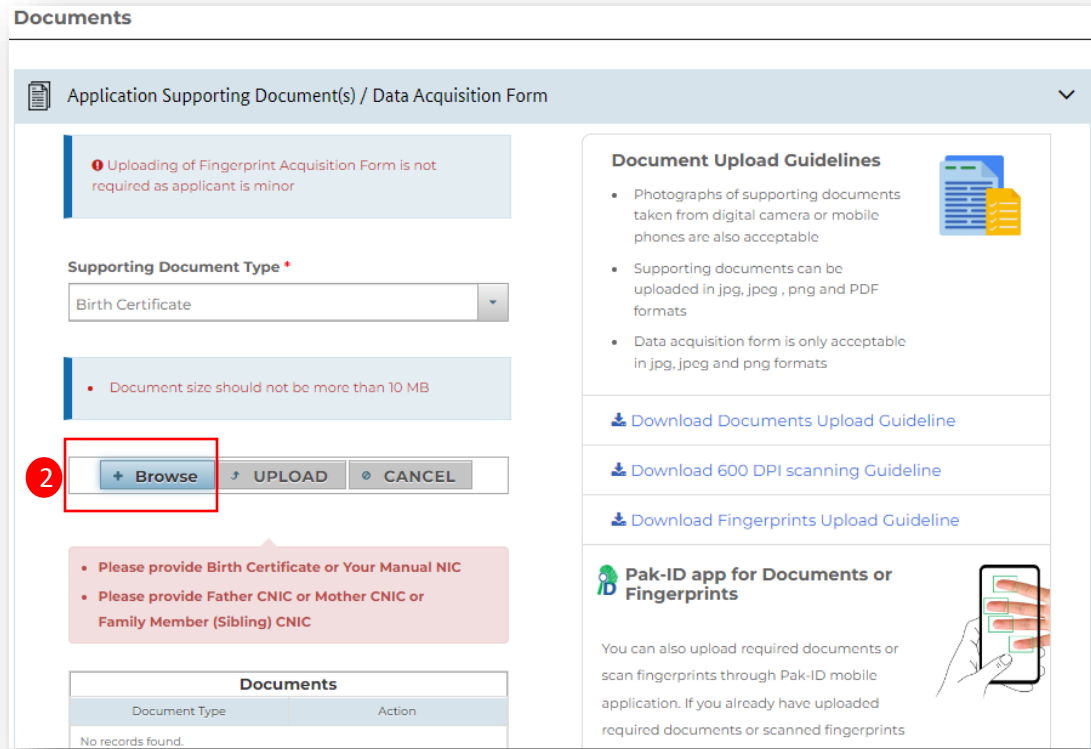 Documents
Application Supporting Document(s) / Data Acquisition Form
Uploading of Fingerprint Acquisition Form is not
required as applicant is minor
Supporting Document Type *
Birth Certificate
• Document size should not be more than 10 MB
2
+ Browse
UPLOAD
CANCEL
• Please provide Birth Certificate or Your Manual NIC
• Please provide Father CNIC or Mother CNIC or
Family Member (Sibling) CNIC
Documents
Document Type
Action
No records found.
Document Upload Guidelines
• Photographs of supporting documents
taken from digital camera or mobile
phones are also acceptable
• Supporting documents can be
uploaded in jpg, jpeg , png and PDF
formats
• Data acquisition form is only acceptable
in jpg, jpeg and png formats
Download Documents Upload Guideline
Download 600 DPI scanning Guideline
Download Fingerprints Upload Guideline
Pak-ID app for Documents or
Fingerprints
You can also upload required documents or
scan fingerprints through Pak-ID mobile
application. If you already have uploaded
required documents or scanned fingerprints